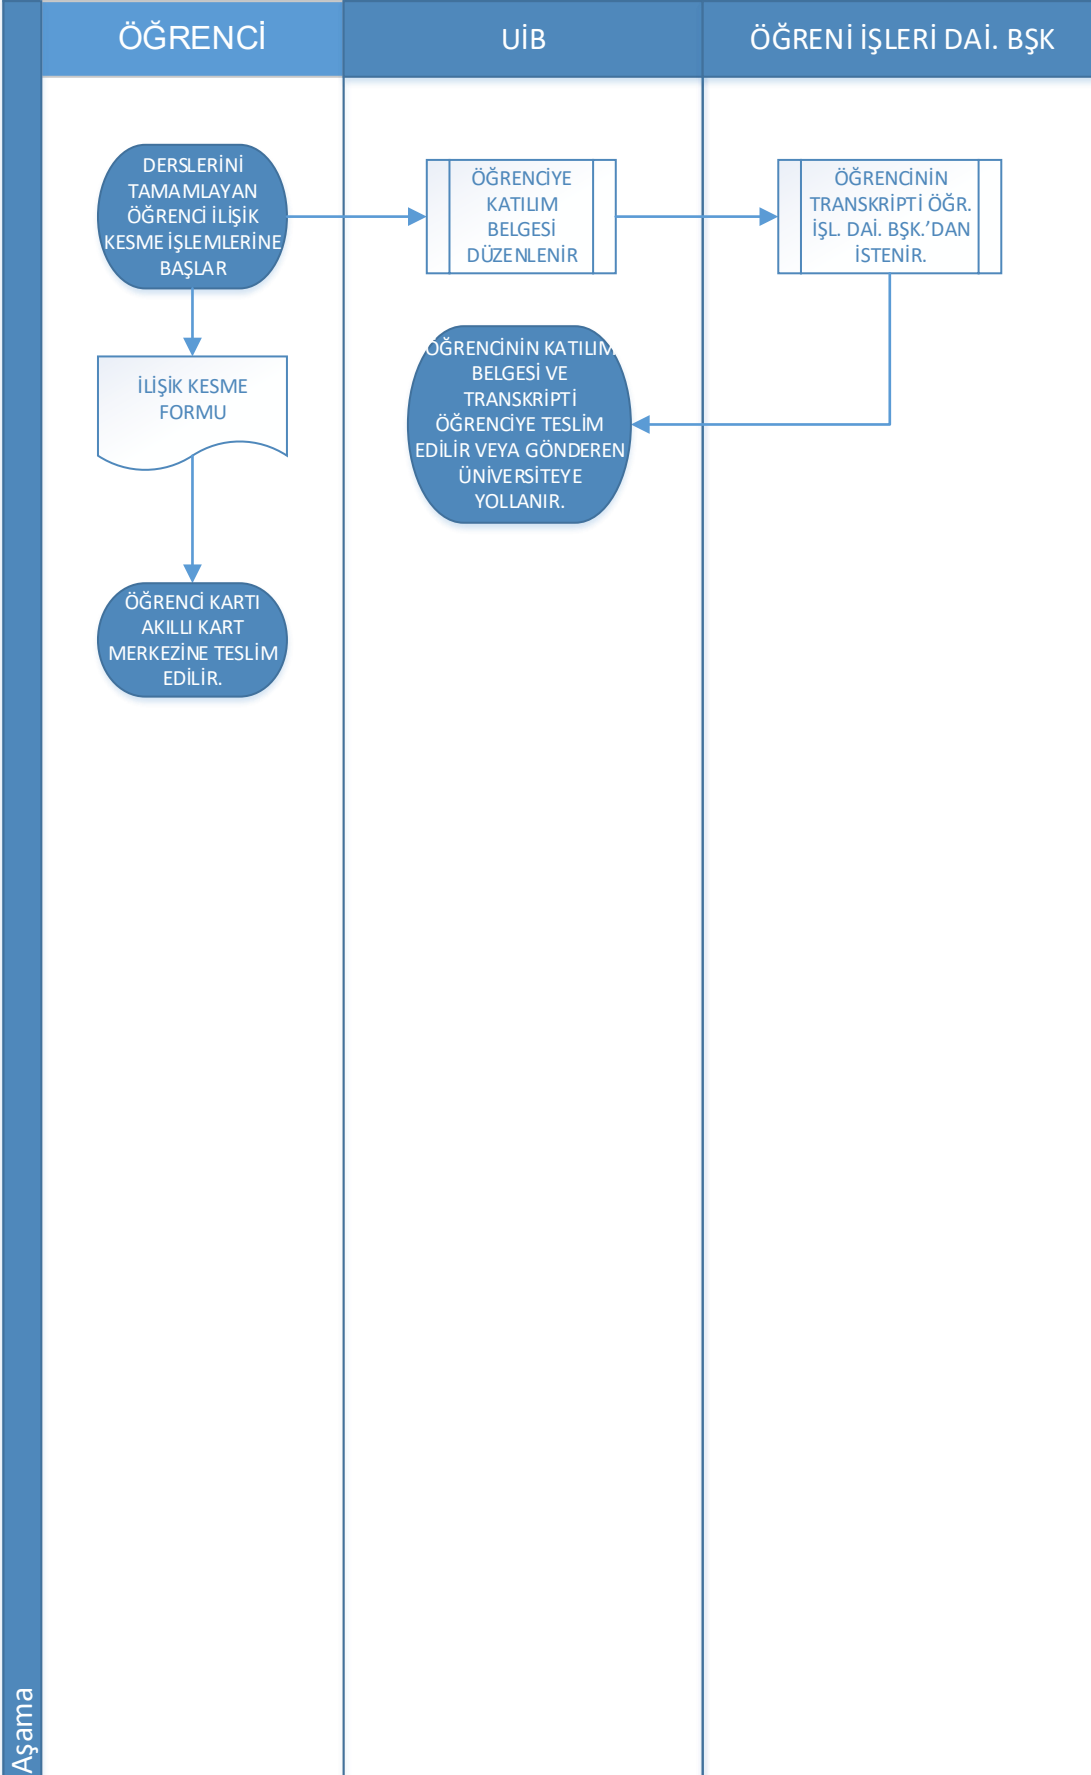 ÖĞRENCİ
UİB
ÖĞRENİ İŞLERİ DAİ. BŞK
DERSLERİNİ
TAMAMLAYAN
ÖĞRENCİ İLİŞİK
KESME İŞLEMLERİNE
BAŞLAR
ÖĞRENCİYE
KATILIM
BELGESİ
DÜZENLENİR
ÖĞRENCİNİN
TRANSKRİPTİ ÖĞR.
İŞL. DAİ. BŞK.’DAN
İSTENİR.
İLİŞİK KESME
FORMU
ÖĞRENCİNİN KATILIM
BELGESİ VE
TRANSKRİPTİ
ÖĞRENCİYE TESLİM
EDİLİR VEYA GÖNDEREN
ÜNİVERSİTEYE
YOLLANIR.
ÖĞRENCİ KARTI
AKILLI KART
MERKEZİNE TESLİM
EDİLİR.
Aşama